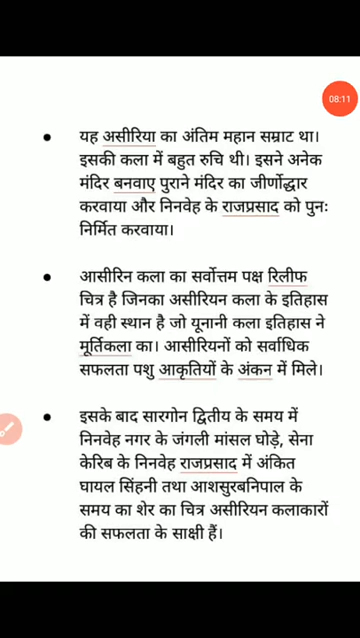 08:11
• यह असीरिया का अंतिम महान सम्राट था।
इसकी कला में बहुत रुचि थी। इसने अनेक
मंदिर बनवाए पुराने मंदिर का जीर्णोद्धार
करवाया और निनवेह के राजप्रसाद को पुनः
निर्मित करवाया।
• आसीरिन कला का सर्वोत्तम पक्ष रिलीफ
चित्र है जिनका असीरियन कला के इतिहास
में वही स्थान है जो यूनानी कला इतिहास ने
मूर्तिकला का। आसीरियनों को सर्वाधिक
सफलता पशु आकृतियों के अंकन में मिले।
• इसके बाद सारगोन द्वितीय के समय में
निनवेह नगर के जंगली मांसल घोड़े, सेना
केरिब के निनवेह राजप्रसाद में अंकित
घायल सिंहनी तथा आशसुरबनिपाल के
समय का शेर का चित्र असीरियन कलाकारों
की सफलता के साक्षी हैं।